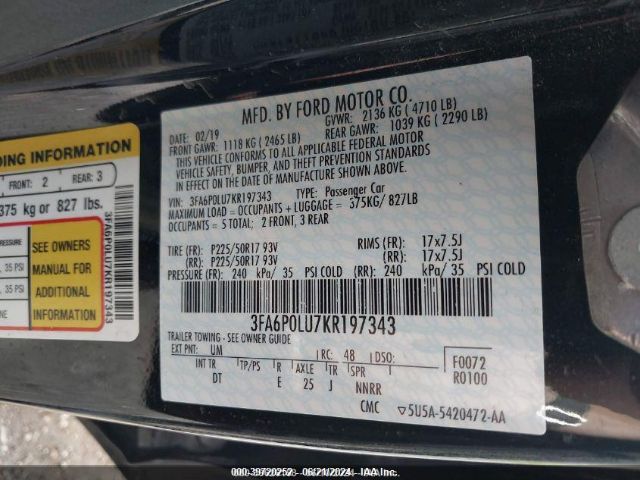 MFD. BY FORD MOTOR CO.
DATE: 02/19 GVWR: 2136 KG ( 4710 LB)
FRONT GAWR: 1118 KG ( 2465 LB) REAR GAWR: 1039 KG ( 2290 LB)
THIS VEHICLE CONFORMS TO ALL APPLICABLE FEDERAL MOTOR
VEHICLE SAFETY, BUMPER, AND THEFT PREVENTION STANDARDS
IN EFFECT ON THE DATE OF MANUFACTURE SHOWN ABOVE.
VIN: 3FA6P0LU7KR197343 TYPE: Passenger Car
MAXIMUM LOAD = OCCUPANTS + LUGGAGE = 375KG/ 827LB
OCCUPANTS = 5 TOTAL: 2 FRONT, 3 REAR
TIRE (FR): P225/50R17 93V RIMS (FR): 17x7.5J
(RR): P225/50R17 93V (RR): 17x7.5J
PRESSURE (FR): 240 kPa/ 35 PSI COLD (RR): 240 kPa/ 35 PSI COLD
3FA6P0LU7KR197343
TRAILER TOWING - SEE OWNER GUIDE
EXT PNT: UM RC: 48 DSO: F0072
INT TR TP/PS R AXLE TR SPR R0100
DT E 25 J NNRR
CMC 5U5A-5420472-AA
DING INFORMATION
FRONT: 2 REAR: 3
375 kg or 827 lbs.
PRESSURE
35 PSI
35 PSI
SEE OWNERS
MANUAL FOR
ADDITIONAL
INFORMATION
3FA6P0LU7KR197343
000-39720252 06/21/2024 IAA Inc.